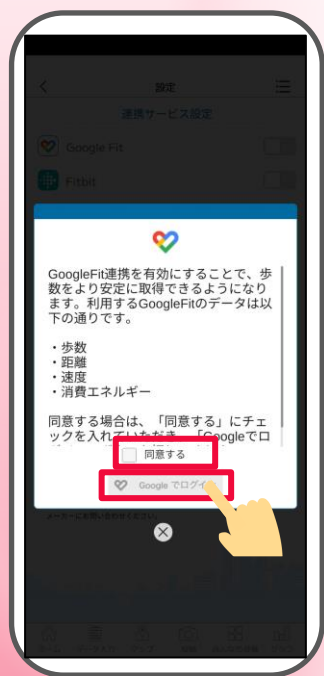 設定
連携サービス設定
Google Fit
Fitbit
GoogleFit連携を有効にすることで、歩
数をより安定に取得できるようになり
ます。利用するGoogleFitのデータは以
下の通りです。
・歩数
・距離
・速度
・消費エネルギー
同意する場合は、「同意する」にチェ
ックを入れていただき、「Googleでロ
同意する
Google でログイ